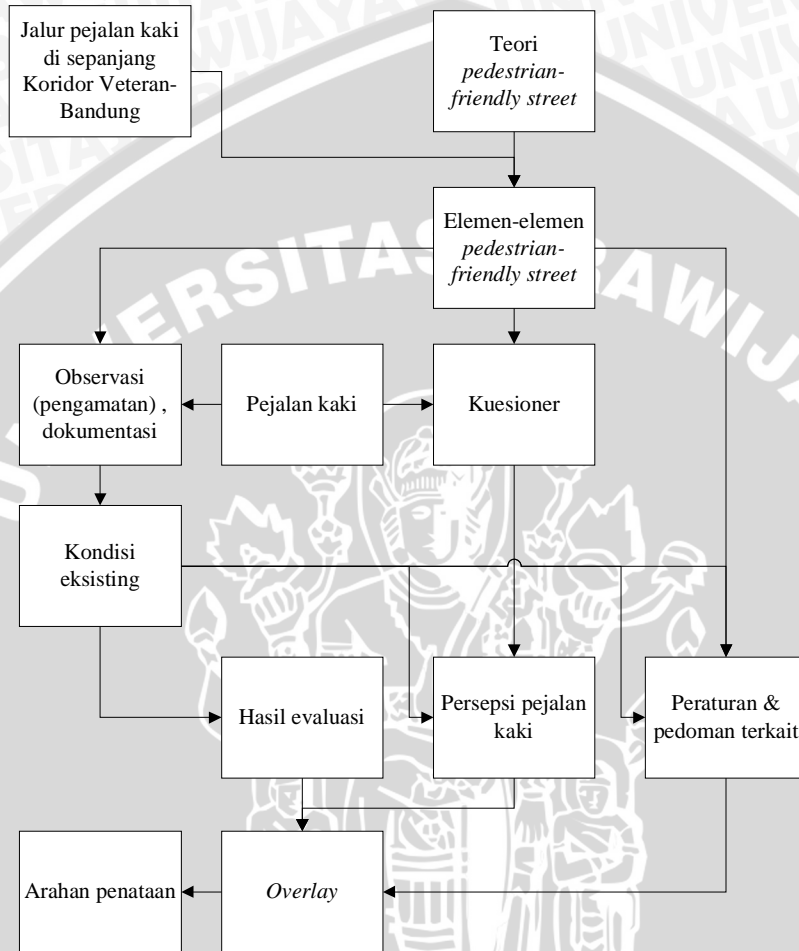 Jalur pejalan kaki
di sepanjang
Koridor Veteran-
Bandung
Teori
pedestrian-
friendly street
Elemen-elemen
pedestrian-
friendly street
Observasi
(pengamatan) ,
dokumentasi
Pejalan kaki
Kuesioner
Kondisi
eksisting
Hasil evaluasi
Persepsi pejalan
kaki
Peraturan &
pedoman terkait
Arahan penataan
Overlay